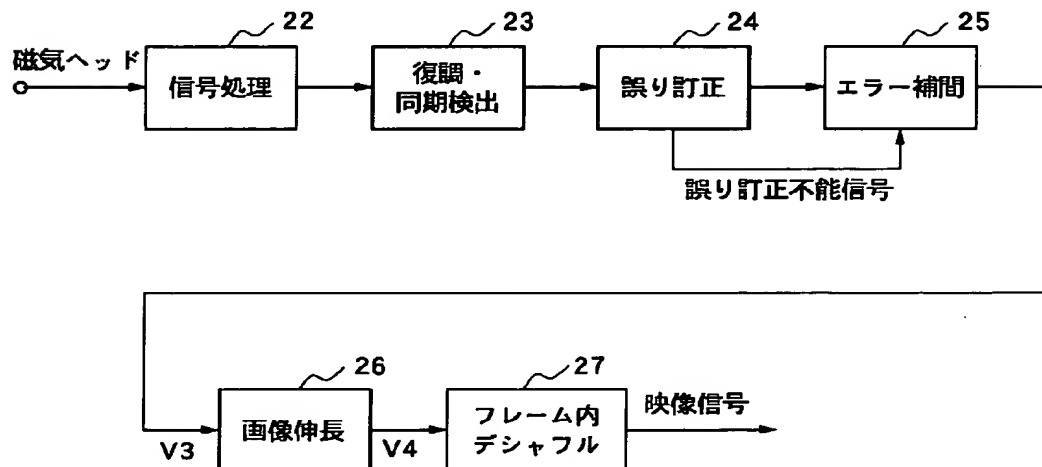 22
23
24
25
磁気ヘッド
信号処理
復調・
同期検出
誤り訂正
エラー補間
誤り訂正不能信号
26
27
V3
画像伸長
V4
フレーム内
デシャフル
映像信号